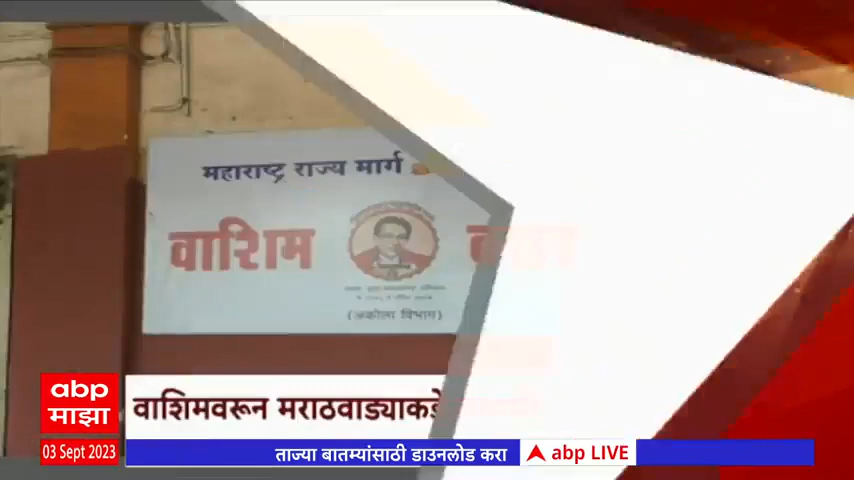 महाराष्ट्र राज्य मार्ग
वाशिम
(अकोला विभाग)
abp
माझा
वाशिमवरून मराठवाड्याकडे
03 Sept 2023
ताज्या बातम्यांसाठी डाउनलोड करा
abp LIVE